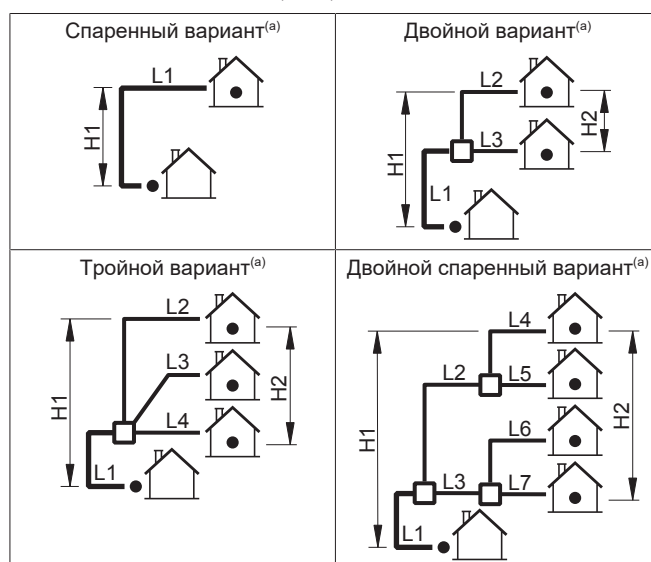 Спаренный вариант(a)
L1
H1
Двойной вариант(a)
L2
L3
H1
H2
L1
Тройной вариант(a)
L2
L3
L4
H1
H2
L1
Двойной спаренный вариант(a)
L4
L2
L5
H1
H2
L6
L3
L7
L1